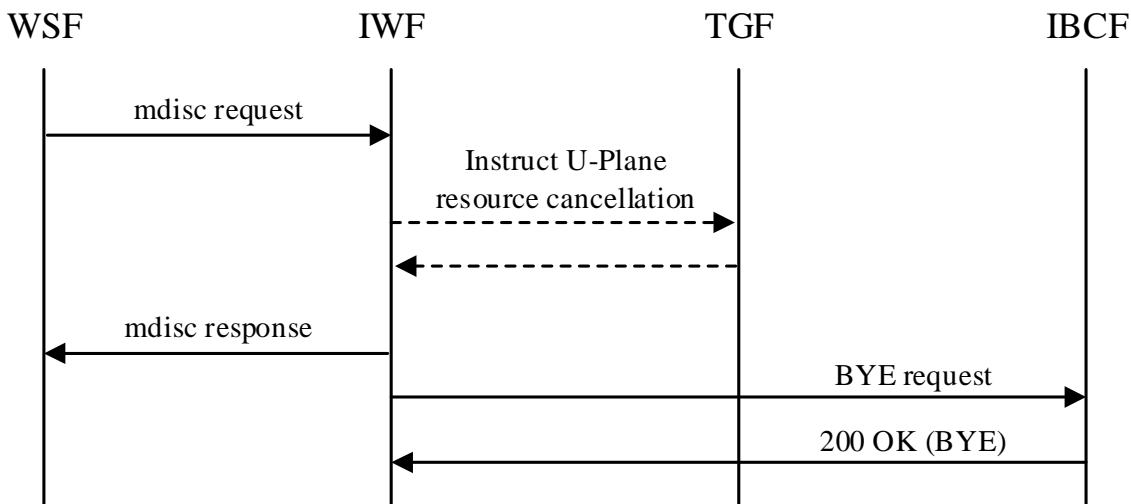 WSF
IWF
TGF
IBCF
mdisc request
Instruct U-Plane
resource cancellation
mdisc response
BYE request
200 OK (BYE)